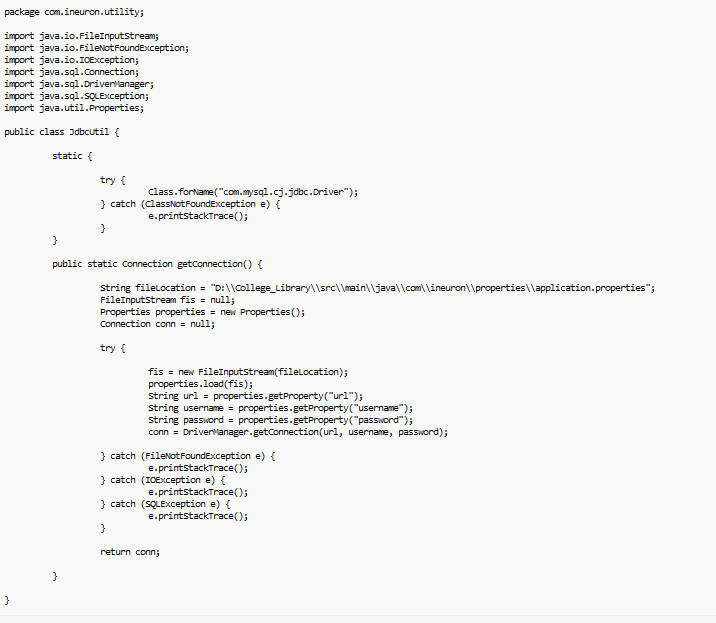 package com.ineuron.utility;
import java.io.FileInputStream;
import java.io.FileNotFoundException;
import java.io.IOException;
import java.sql.Connection;
import java.sql.DriverManager;
import java.sql.SQLException;
import java.util.Properties;
public class JdbcUtil {
static {
try {
Class.forName("com.mysql.cj.jdbc.Driver");
} catch (ClassNotFoundException e) {
e.printStackTrace();
}
}
public static Connection getConnection() {
String fileLocation = "D:\\College_Library\\src\\main\\java\\com\\ineuron\\properties\\application.properties";
FileInputStream fis = null;
Properties properties = new Properties();
Connection conn = null;
try {
fis = new FileInputStream(fileLocation);
properties.load(fis);
String url = properties.getProperty("url");
String username = properties.getProperty("username");
String password = properties.getProperty("password");
conn = DriverManager.getConnection(url, username, password);
} catch (FileNotFoundException e) {
e.printStackTrace();
} catch (IOException e) {
e.printStackTrace();
} catch (SQLException e) {
e.printStackTrace();
}
return conn;
}
}